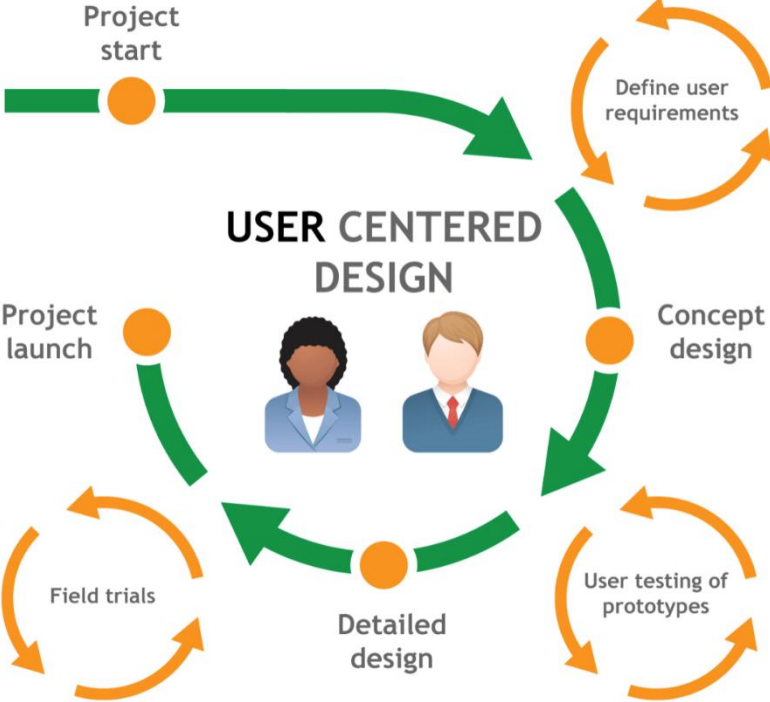 Project
start
Define user
requirements
USER CENTERED
DESIGN
Project
launch
Concept
design
Field trials
User testing of
prototypes
Detailed
design